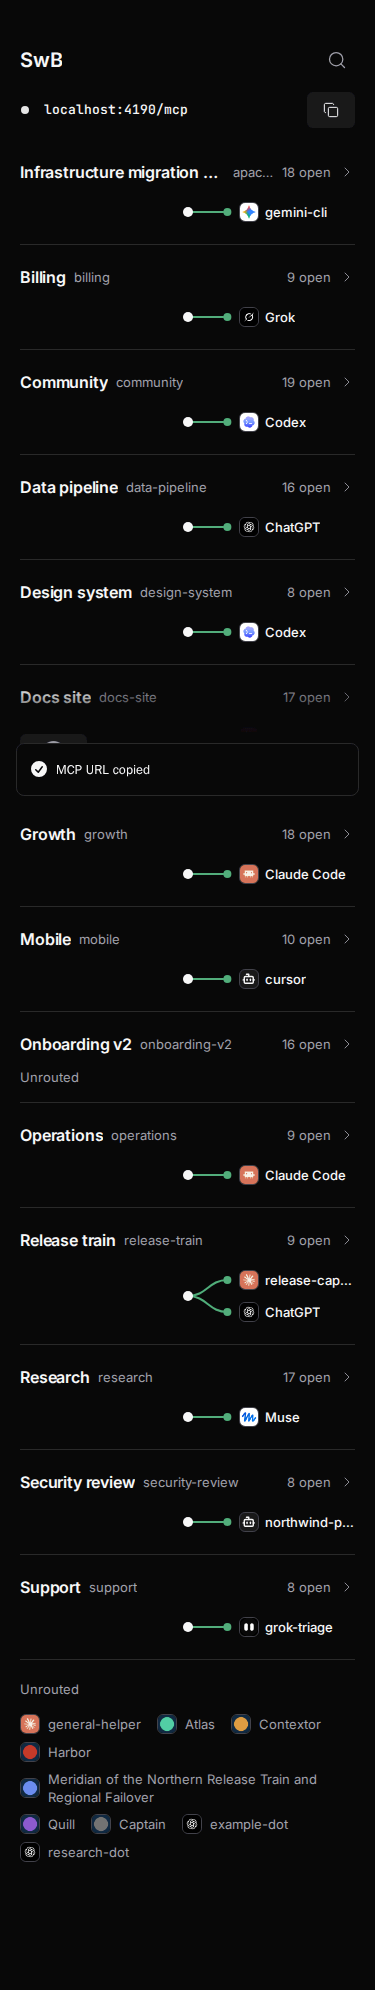 SwB
localhost:4190/mcp
Infrastructure migration ... apac... 18 open
gemini-cli
Billing billing 9 open
Grok
Community community 19 open
Codex
Data pipeline data-pipeline 16 open
ChatGPT
Design system design-system 8 open
Codex
Docs site docs-site 17 open
MCP URL copied
Growth growth 18 open
Claude Code
Mobile mobile 10 open
cursor
Onboarding v2 onboarding-v2 16 open
Unrouted
Operations operations 9 open
Claude Code
Release train release-train 9 open
release-cap...
ChatGPT
Research research 17 open
Muse
Security review security-review 8 open
northwind-p...
Support support 8 open
grok-triage
Unrouted
general-helper Atlas Contextor
Harbor
Meridian of the Northern Release Train and
Regional Failover
Quill Captain example-dot
research-dot